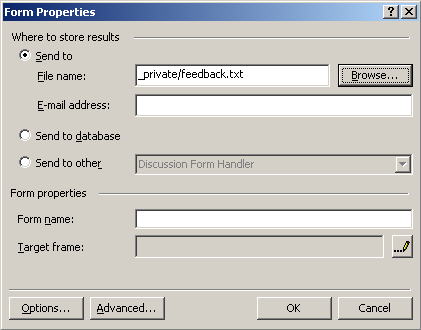 Form Properties
Where to store results
Send to
File name: _private/feedback.txt Browse...
E-mail address:
Send to database
Send to other Discussion Form Handler
Form properties
Form name:
Target frame:
Options... Advanced... OK Cancel